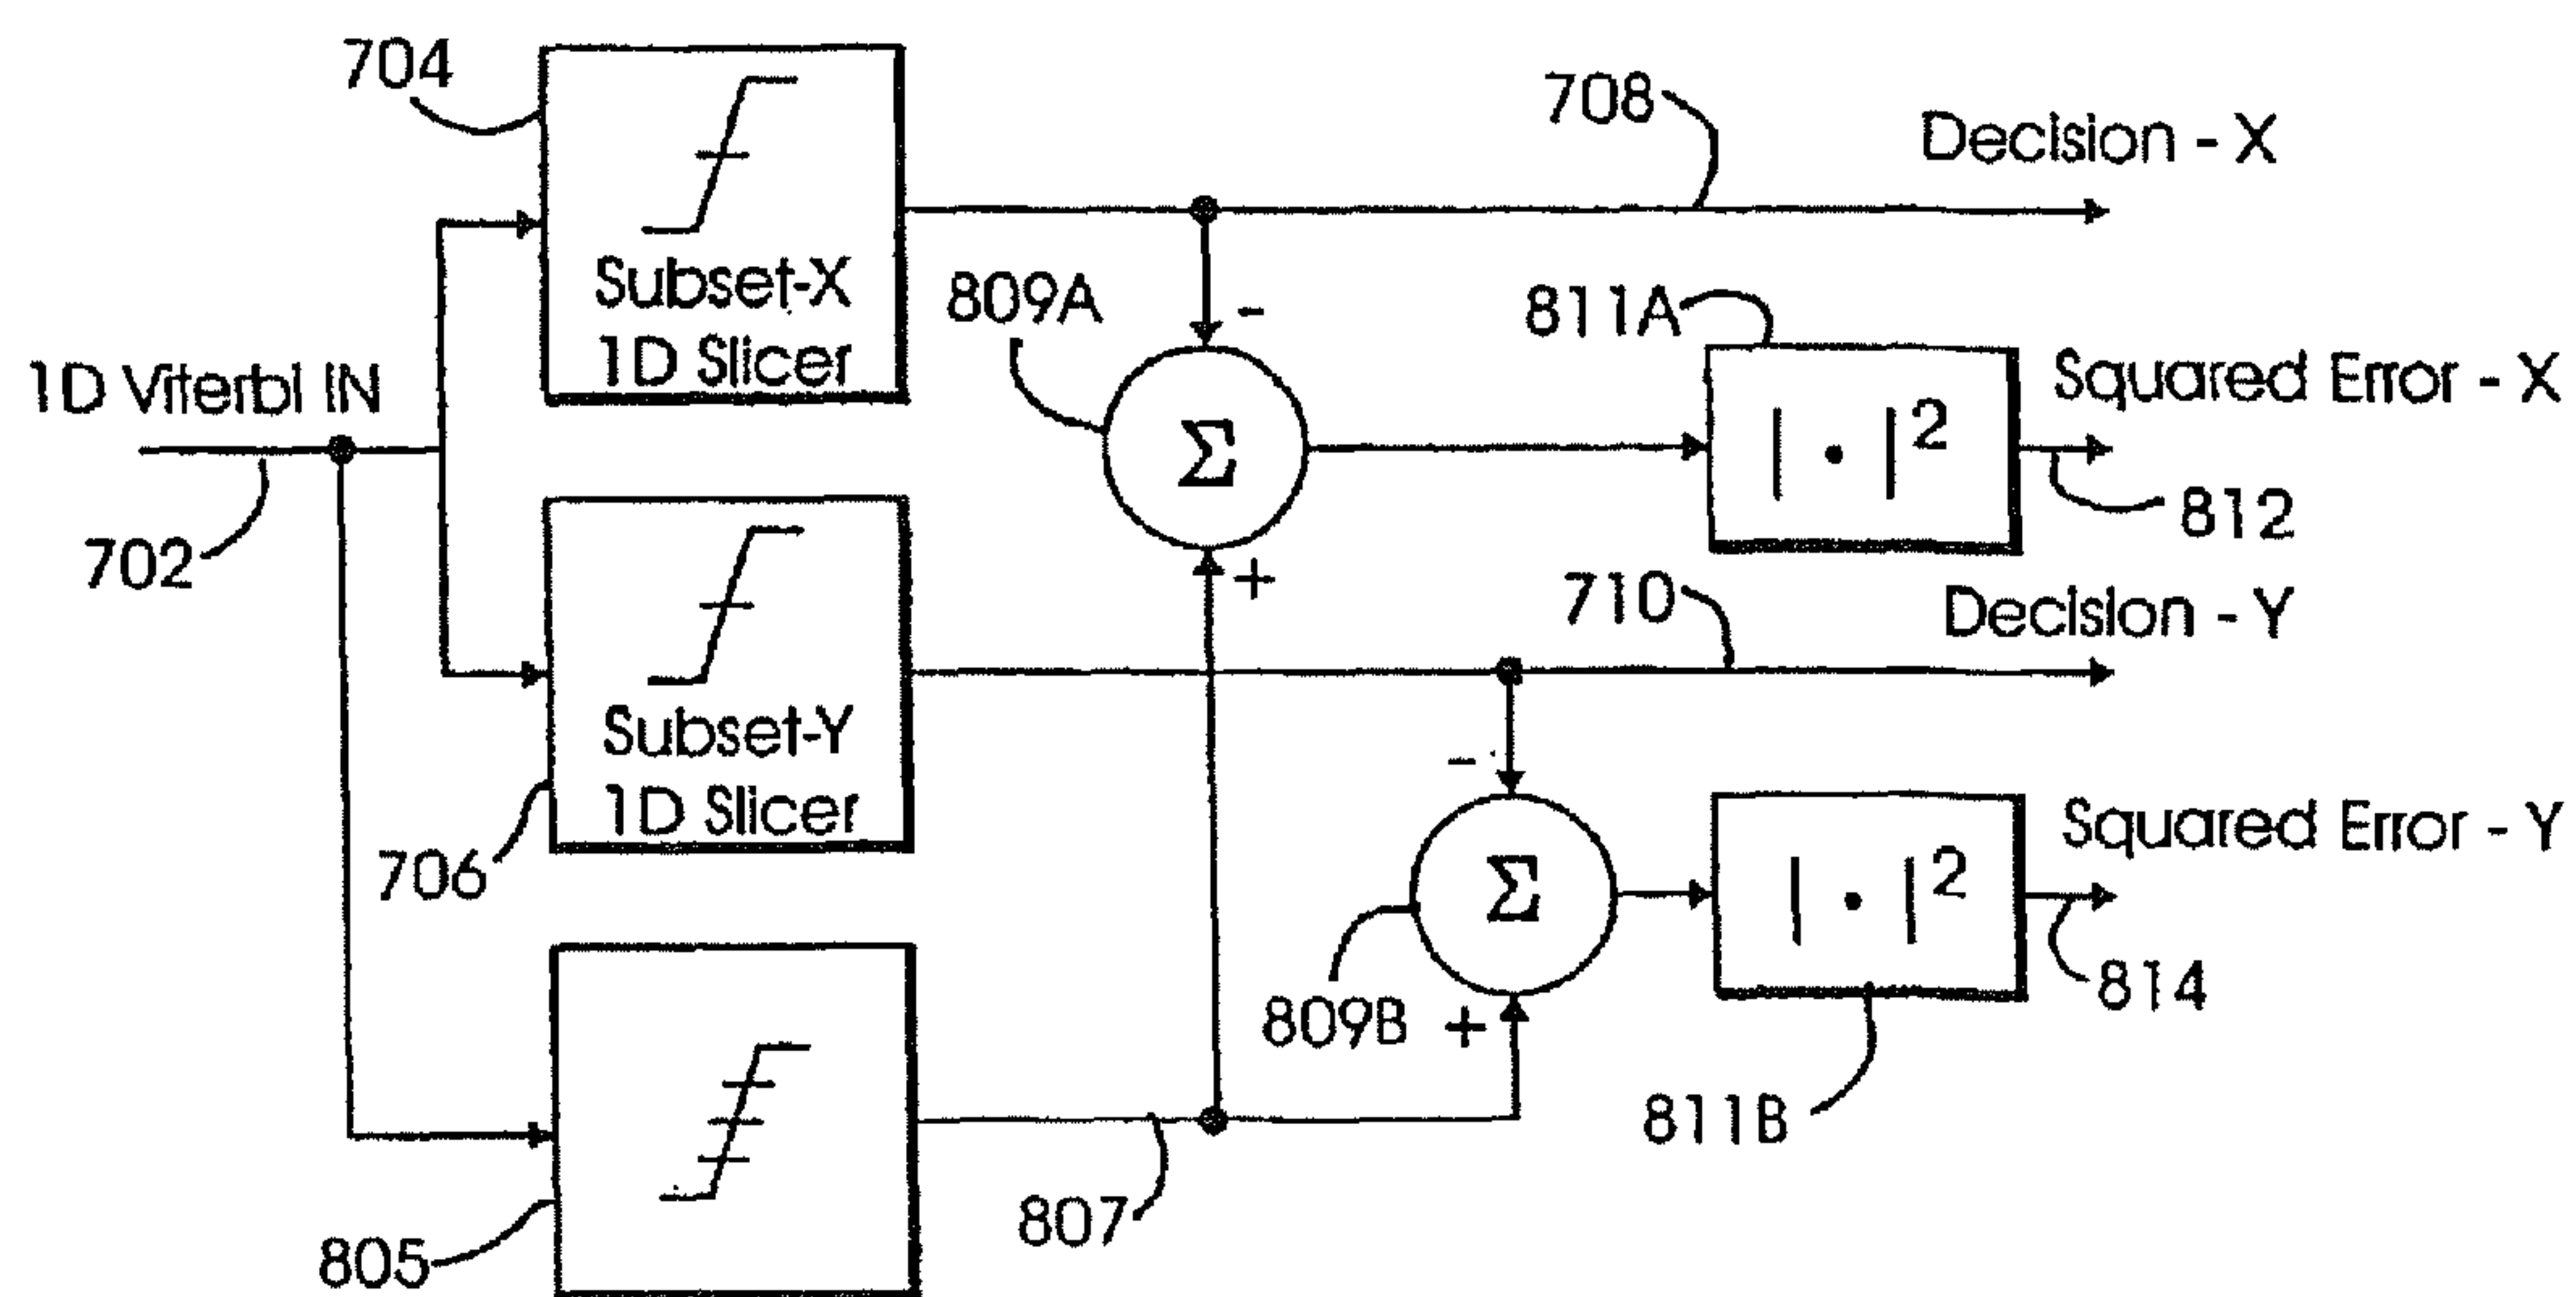 704
708
Decision - X
Subset-X
1D Slicer
809A
-
811A
1D Viterbi IN
Σ
| • |²
Squared Error - X
702
812
+
710
Decision - Y
Subset-Y
1D Slicer
706
-
Σ
| • |²
Squared Error - Y
809B
+
814
811B
807
805